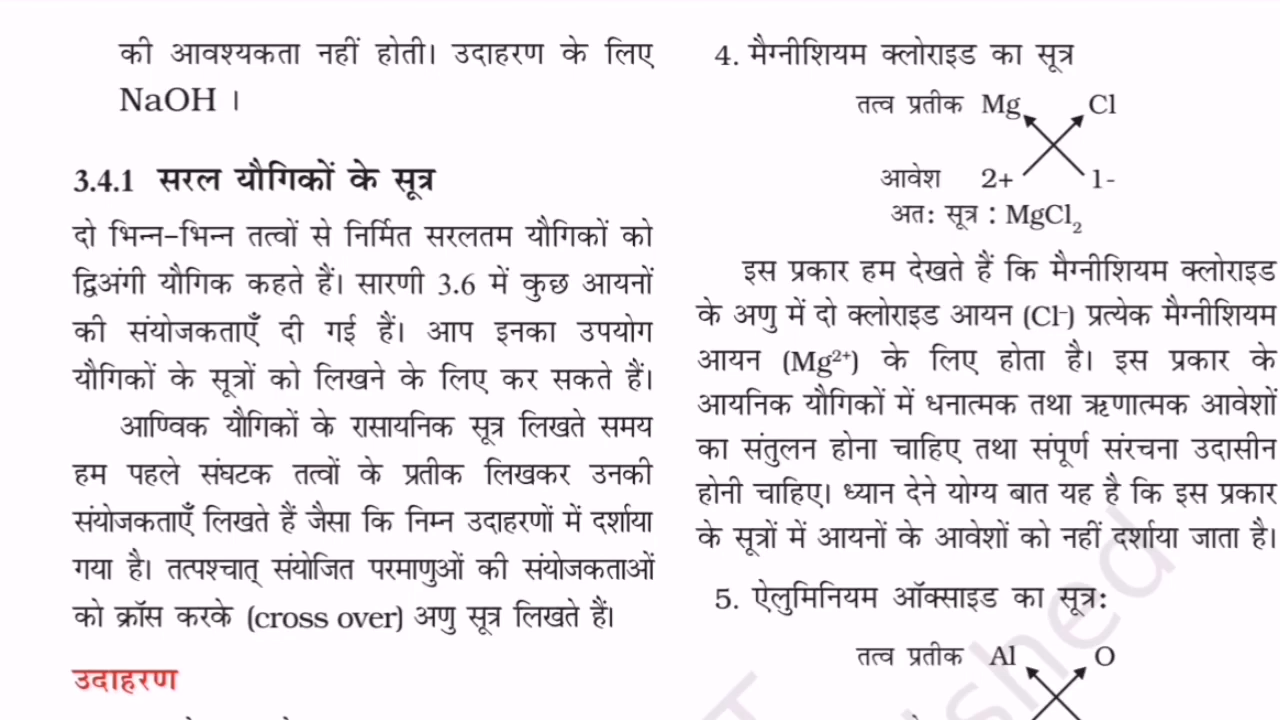 की आवश्यकता नहीं होती। उदाहरण के लिए
NaOH ।
3.4.1 सरल यौगिकों के सूत्र
दो भिन्न-भिन्न तत्वों से निर्मित सरलतम यौगिकों को
द्विअंगी यौगिक कहते हैं। सारणी 3.6 में कुछ आयनों
की संयोजकताएँ दी गई हैं। आप इनका उपयोग
यौगिकों के सूत्रों को लिखने के लिए कर सकते हैं।
आण्विक यौगिकों के रासायनिक सूत्र लिखते समय
हम पहले संघटक तत्वों के प्रतीक लिखकर उनकी
संयोजकताएँ लिखते हैं जैसा कि निम्न उदाहरणों में दर्शाया
गया है। तत्पश्चात् संयोजित परमाणुओं की संयोजकताओं
को क्रॉस करके (cross over) अणु सूत्र लिखते हैं।
उदाहरण
4. मैग्नीशियम क्लोराइड का सूत्र
तत्व प्रतीक Mg Cl
आवेश 2+ 1-
अतः सूत्र : MgCl₂
इस प्रकार हम देखते हैं कि मैग्नीशियम क्लोराइड
के अणु में दो क्लोराइड आयन (Cl⁻) प्रत्येक मैग्नीशियम
आयन (Mg²⁺) के लिए होता है। इस प्रकार के
आयनिक यौगिकों में धनात्मक तथा ऋणात्मक आवेशों
का संतुलन होना चाहिए तथा संपूर्ण संरचना उदासीन
होनी चाहिए। ध्यान देने योग्य बात यह है कि इस प्रकार
के सूत्रों में आयनों के आवेशों को नहीं दर्शाया जाता है।
5. ऐलुमिनियम ऑक्साइड का सूत्र:
तत्व प्रतीक Al O